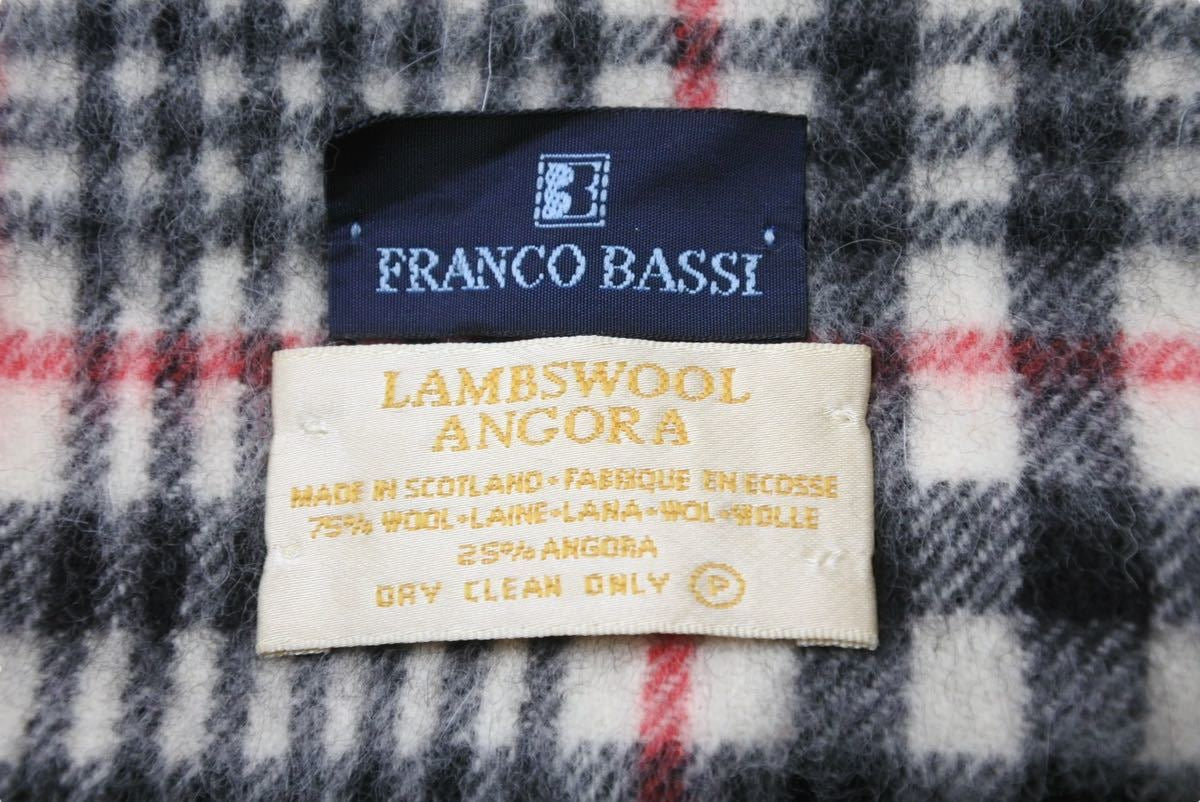 FRANCO BASSI
LAMBSWOOL
ANGORA
MADE IN SCOTLAND • FABRIQUE EN ECOSSE
75% WOOL • LAINE • LANA • WOL • WOLLE
25% ANGORA
DRY CLEAN ONLY P